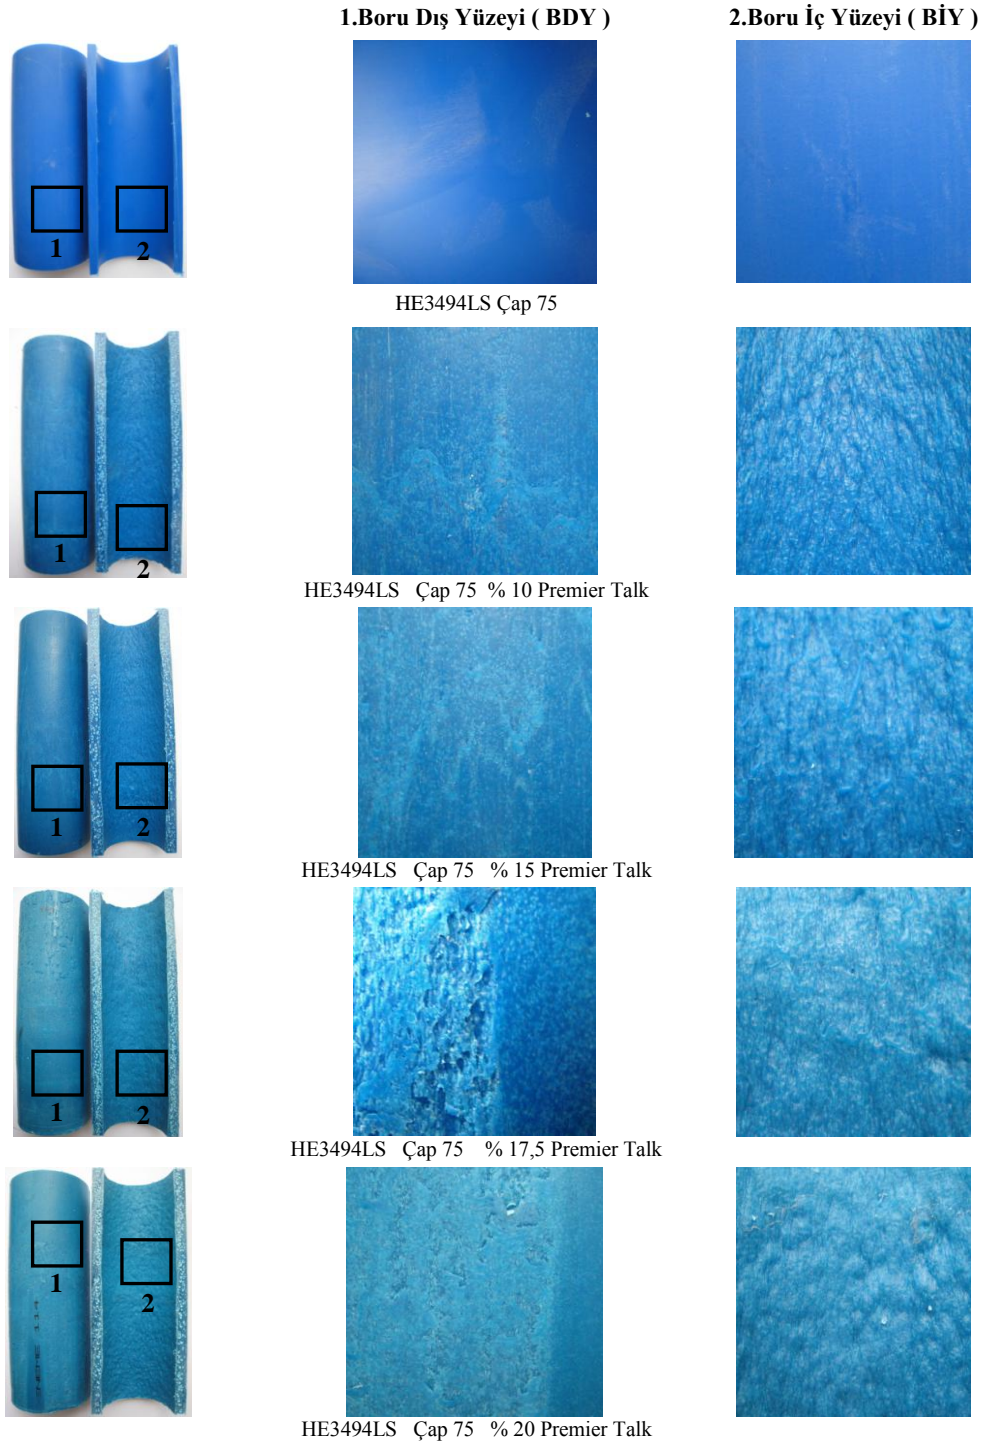 1.Boru Dış Yüzeyi ( BDY )
2.Boru İç Yüzeyi ( BİY )
1
2
HE3494LS Çap 75
1
2
HE3494LS Çap 75 % 10 Premier Talk
1
2
HE3494LS Çap 75 % 15 Premier Talk
1
2
HE3494LS Çap 75 % 17,5 Premier Talk
1
2
HE3494LS Çap 75 % 20 Premier Talk